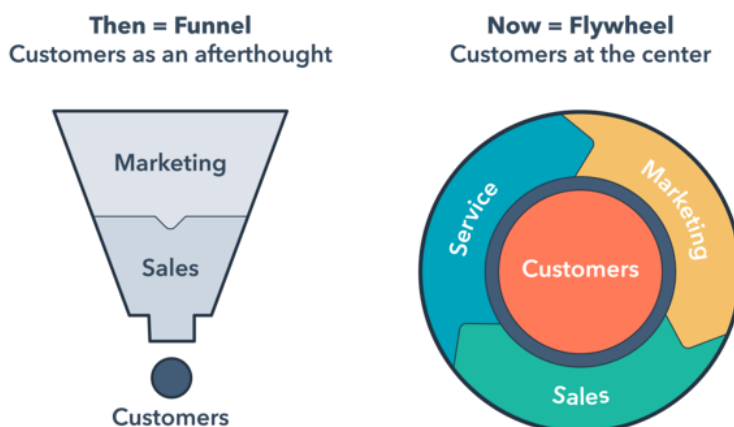 Then = Funnel
Customers as an afterthought
Marketing
Sales
Customers
Now = Flywheel
Customers at the center
Service
Marketing
Customers
Sales